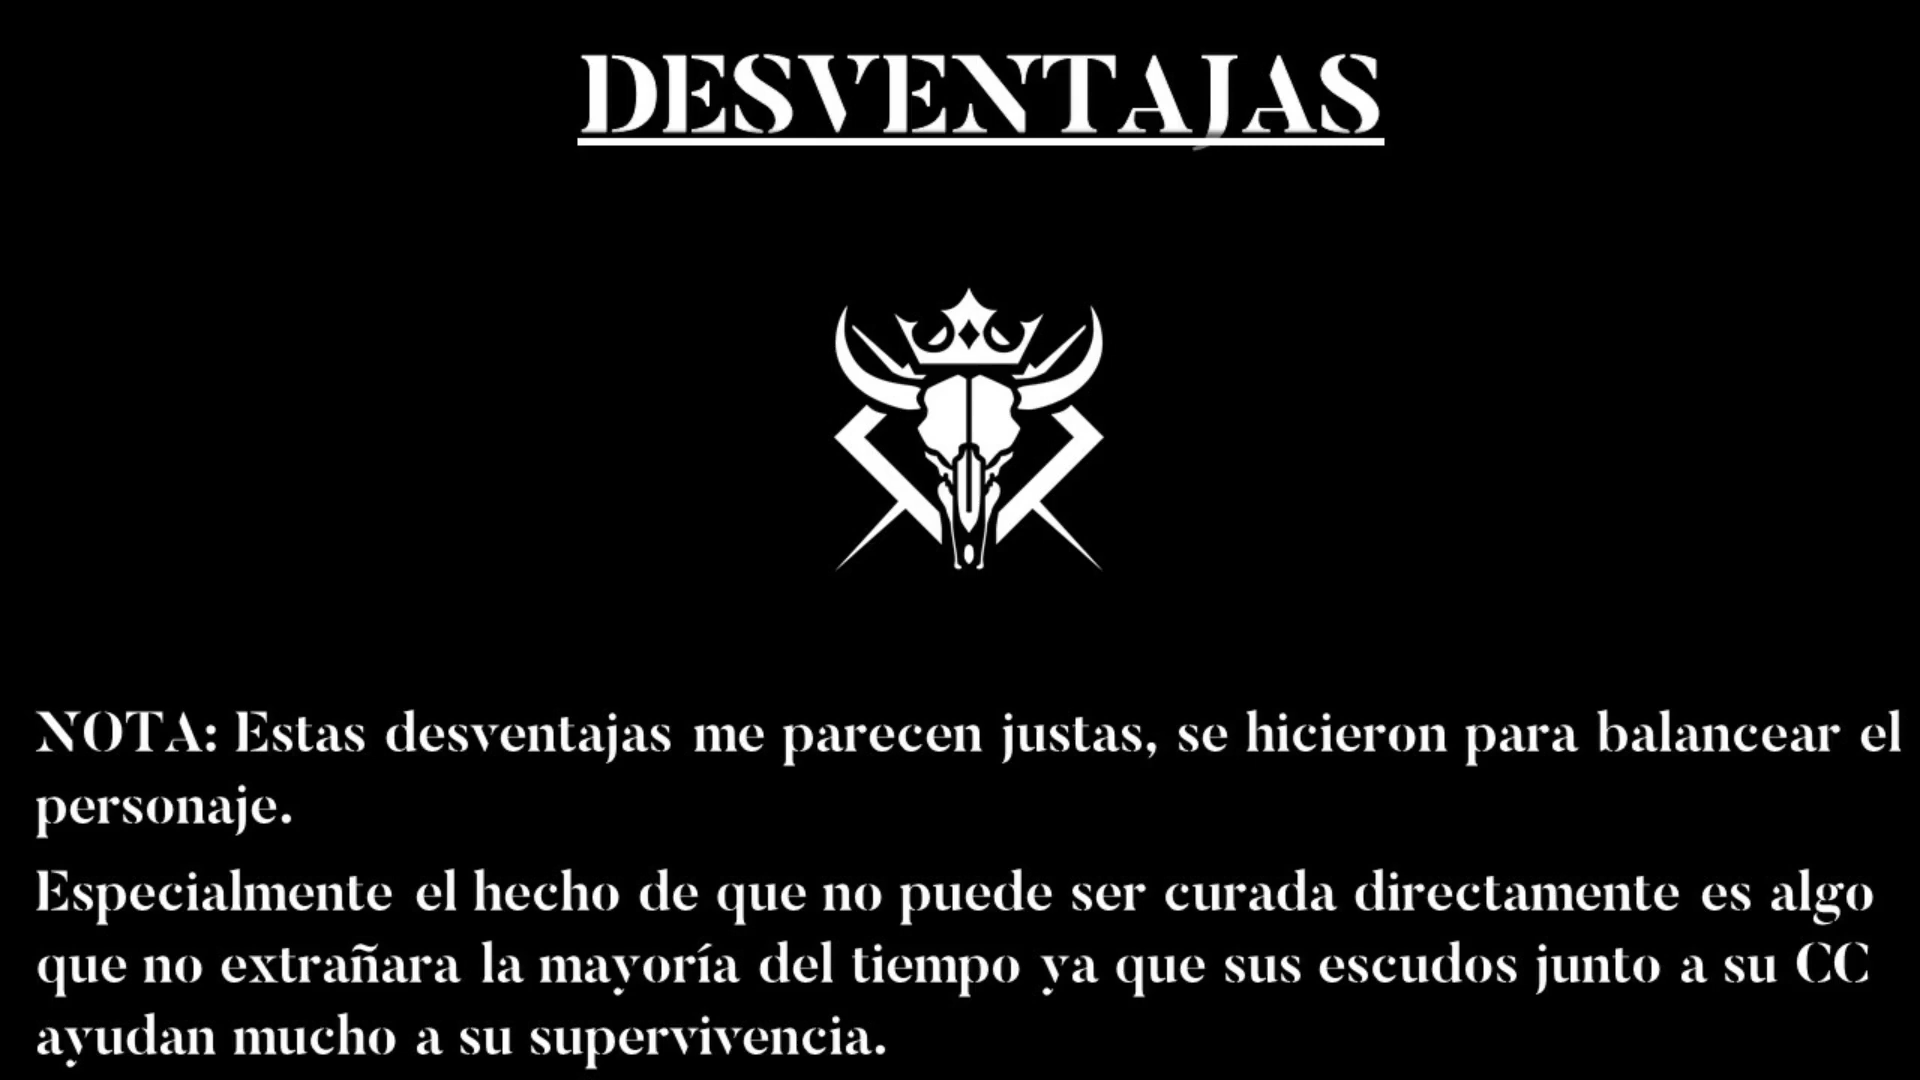 DESVENTAJAS
NOTA: Estas desventajas me parecen justas, se hicieron para balancear el
personaje.
Especialmente el hecho de que no puede ser curada directamente es algo
que no extrañara la mayoría del tiempo ya que sus escudos junto a su CC
ayudan mucho a su supervivencia.